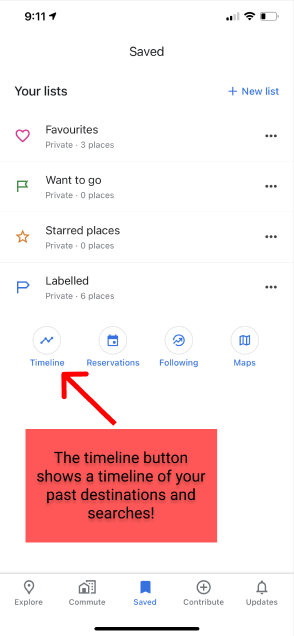 9:11
Saved
Your lists
+ New list
Favourites
Private · 3 places
Want to go
Private · 0 places
Starred places
Private · 0 places
Labelled
Private · 6 places
Timeline Reservations Following Maps
The timeline button
shows a timeline of your
past destinations and
searches!
Explore Commute Saved Contribute Updates